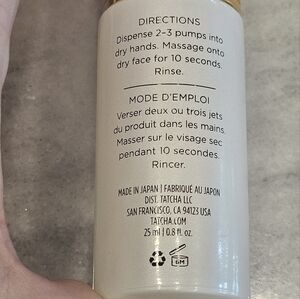 DIRECTIONS
Dispense 2-3 pumps into
dry hands. Massage onto
dry face for 10 seconds.
Rinse.
MODE D'EMPLOI
Verser deux ou trois jets
du produit dans les mains.
Masser sur le visage sec
pendant 10 secondes.
Rincer.
MADE IN JAPAN | FABRIQUÉ AU JAPON
DIST. TATCHA LLC
SAN FRANCISCO, CA 94123 USA
TATCHA.COM
25 ml | 0.8 fl. oz.
6M